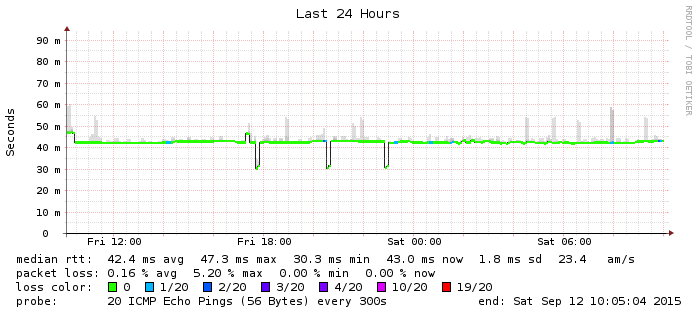 Last 24 Hours
RRDTOOL / TOBI OETIKER
Seconds
90 m
80 m
70 m
60 m
50 m
40 m
30 m
20 m
10 m
0
Fri 12:00 Fri 18:00 Sat 00:00 Sat 06:00
median rtt: 42.4 ms avg 47.3 ms max 30.3 ms min 43.0 ms now 1.8 ms sd 23.4 am/s
packet loss: 0.16 % avg 5.20 % max 0.00 % min 0.00 % now
loss color: 0 1/20 2/20 3/20 4/20 10/20 19/20
probe: 20 ICMP Echo Pings (56 Bytes) every 300s end: Sat Sep 12 10:05:04 2015